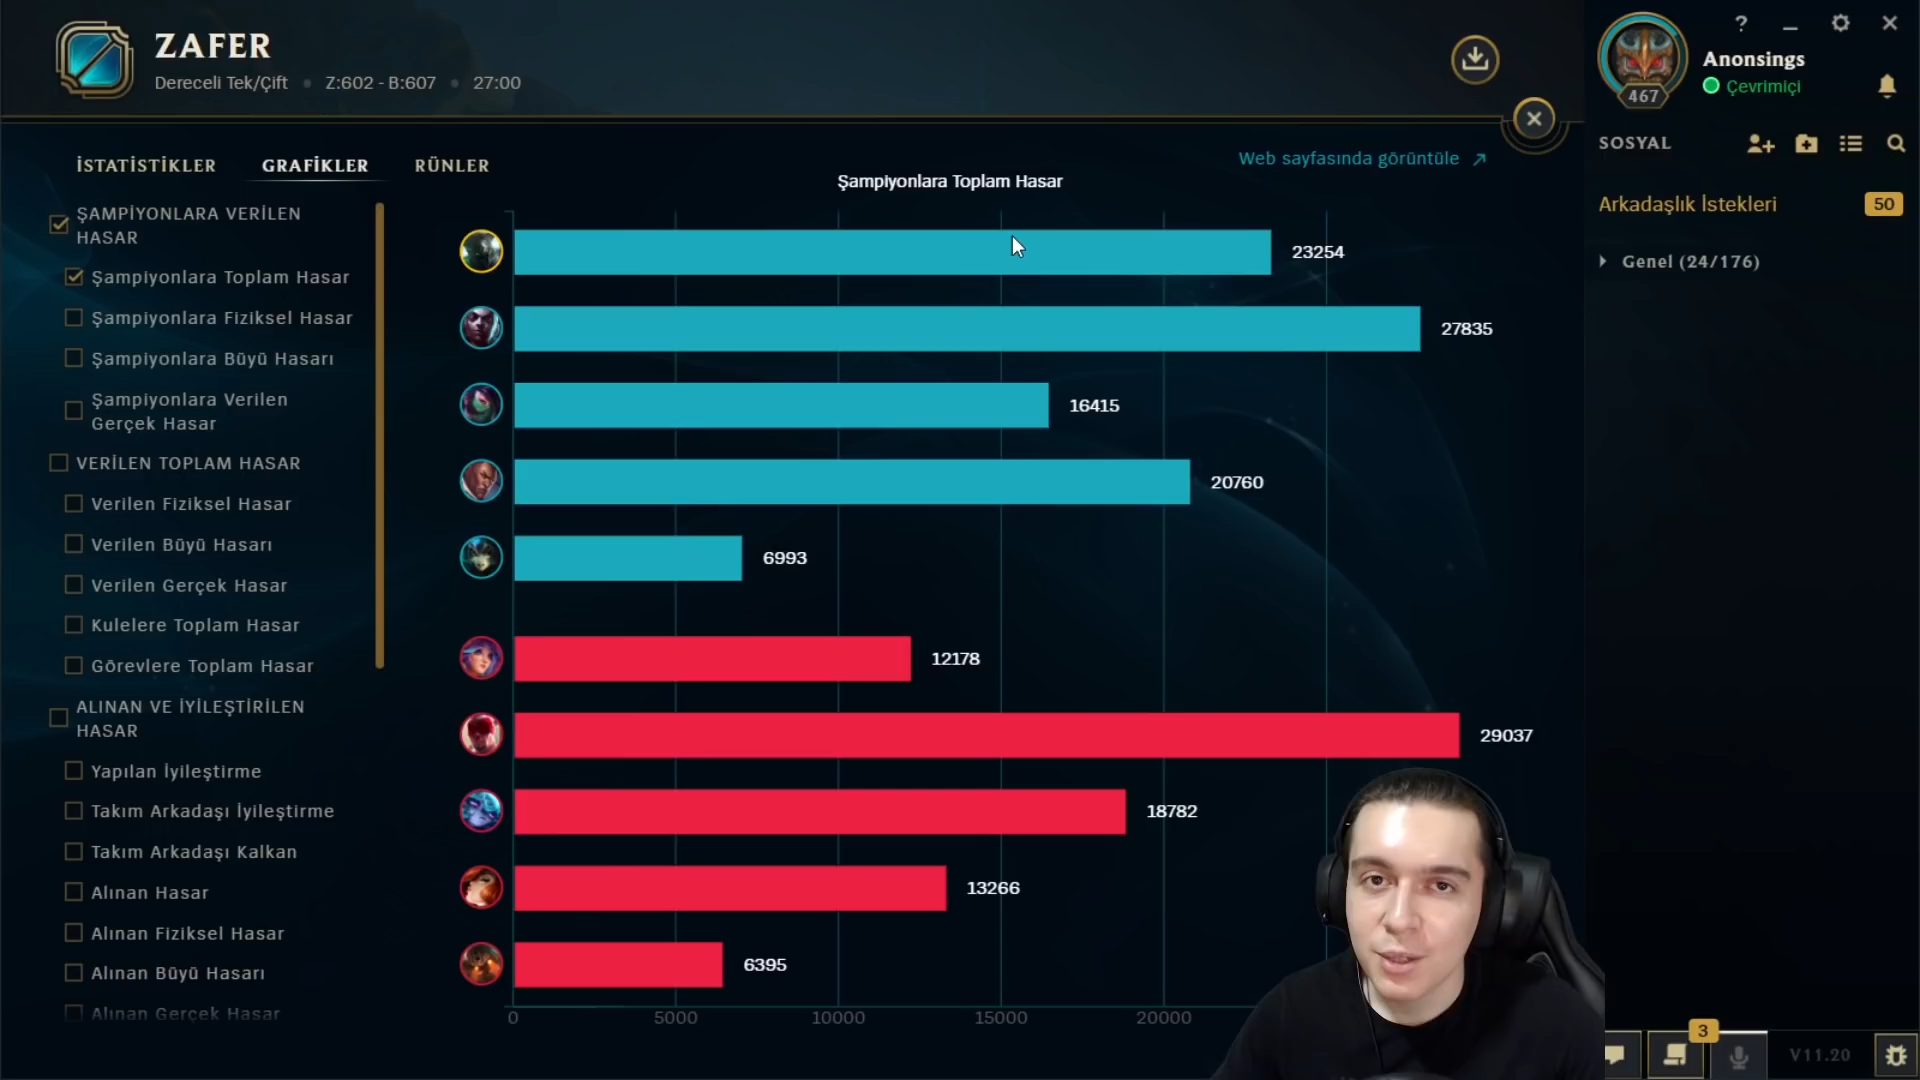 ZAFER
Dereceli Tek/Çift • Z:602 - B:607 • 27:00
?
Anonsings
Çevrimiçi
467
SOSYAL
Arkadaşlık İstekleri 50
Genel (24/176)
İSTATİSTİKLER GRAFİKLER RÜNLER
Web sayfasında görüntüle
Şampiyonlara Toplam Hasar
ŞAMPİYONLARA VERİLEN
HASAR
Şampiyonlara Toplam Hasar
Şampiyonlara Fiziksel Hasar
Şampiyonlara Büyü Hasarı
Şampiyonlara Verilen
Gerçek Hasar
VERİLEN TOPLAM HASAR
Verilen Fiziksel Hasar
Verilen Büyü Hasarı
Verilen Gerçek Hasar
Kulelere Toplam Hasar
Görevlere Toplam Hasar
ALINAN VE İYİLEŞTİRİLEN
HASAR
Yapılan İyileştirme
Takım Arkadaşı İyileştirme
Takım Arkadaşı Kalkan
Alınan Hasar
Alınan Fiziksel Hasar
Alınan Büyü Hasarı
Alınan Gerçek Hasar
23254
27835
16415
20760
6993
12178
29037
18782
13266
6395
0 5000 10000 15000 20000
3
V11.20